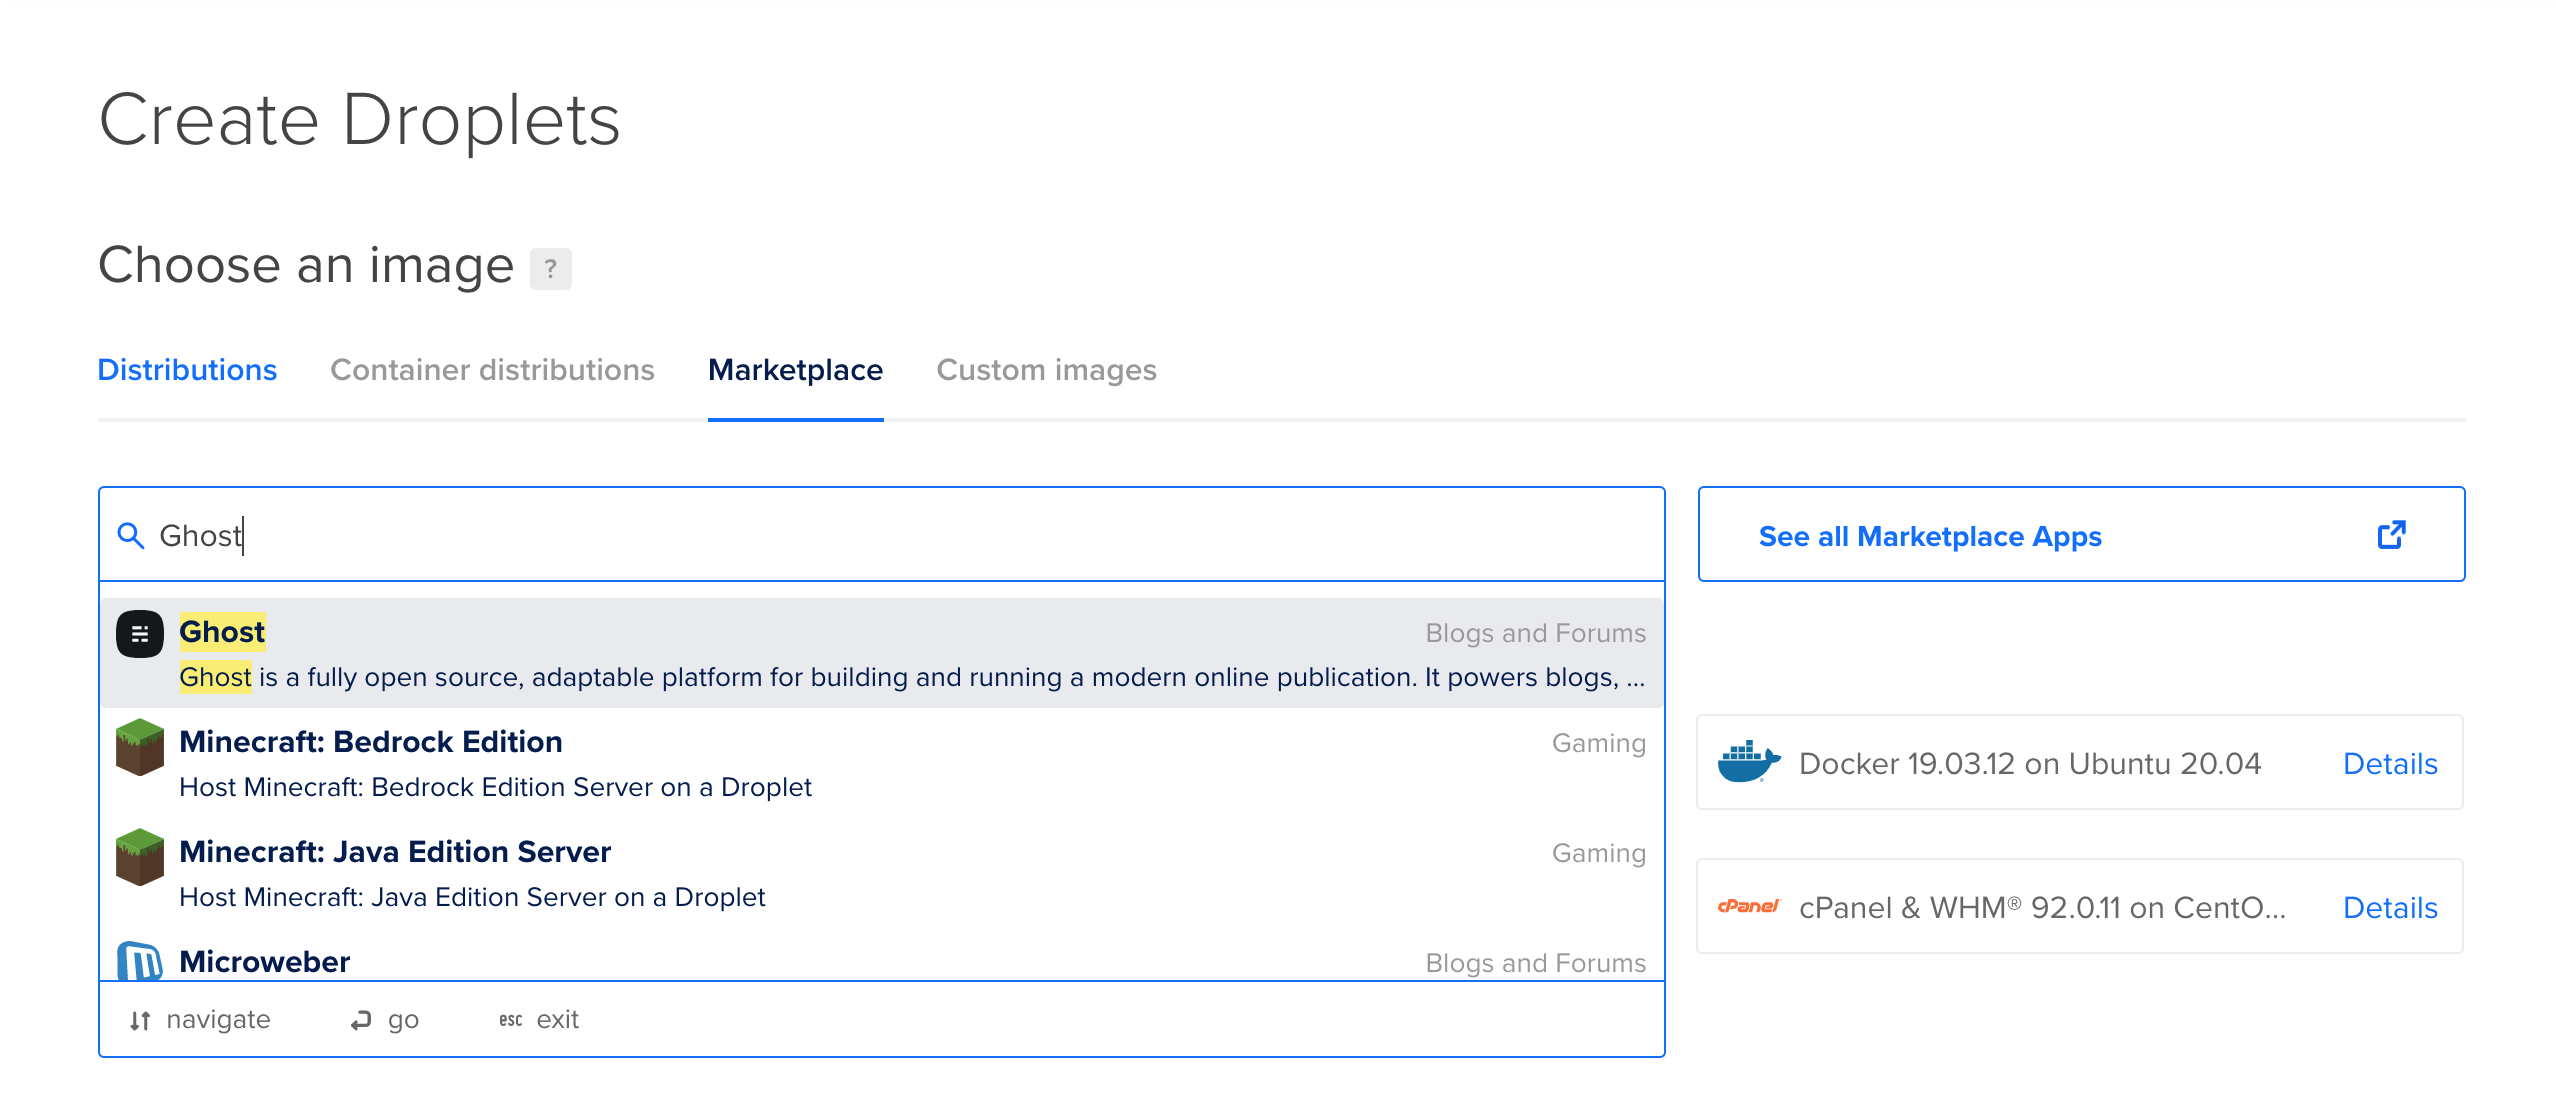 Create Droplets
Choose an image ?
Distributions Container distributions Marketplace Custom images
Ghost
See all Marketplace Apps
Ghost Blogs and Forums
Ghost is a fully open source, adaptable platform for building and running a modern online publication. It powers blogs, ...
Minecraft: Bedrock Edition Gaming
Host Minecraft: Bedrock Edition Server on a Droplet
Minecraft: Java Edition Server Gaming
Host Minecraft: Java Edition Server on a Droplet
Microweber Blogs and Forums
navigate go esc exit
Docker 19.03.12 on Ubuntu 20.04 Details
cPanel cPanel & WHM® 92.0.11 on CentO... Details